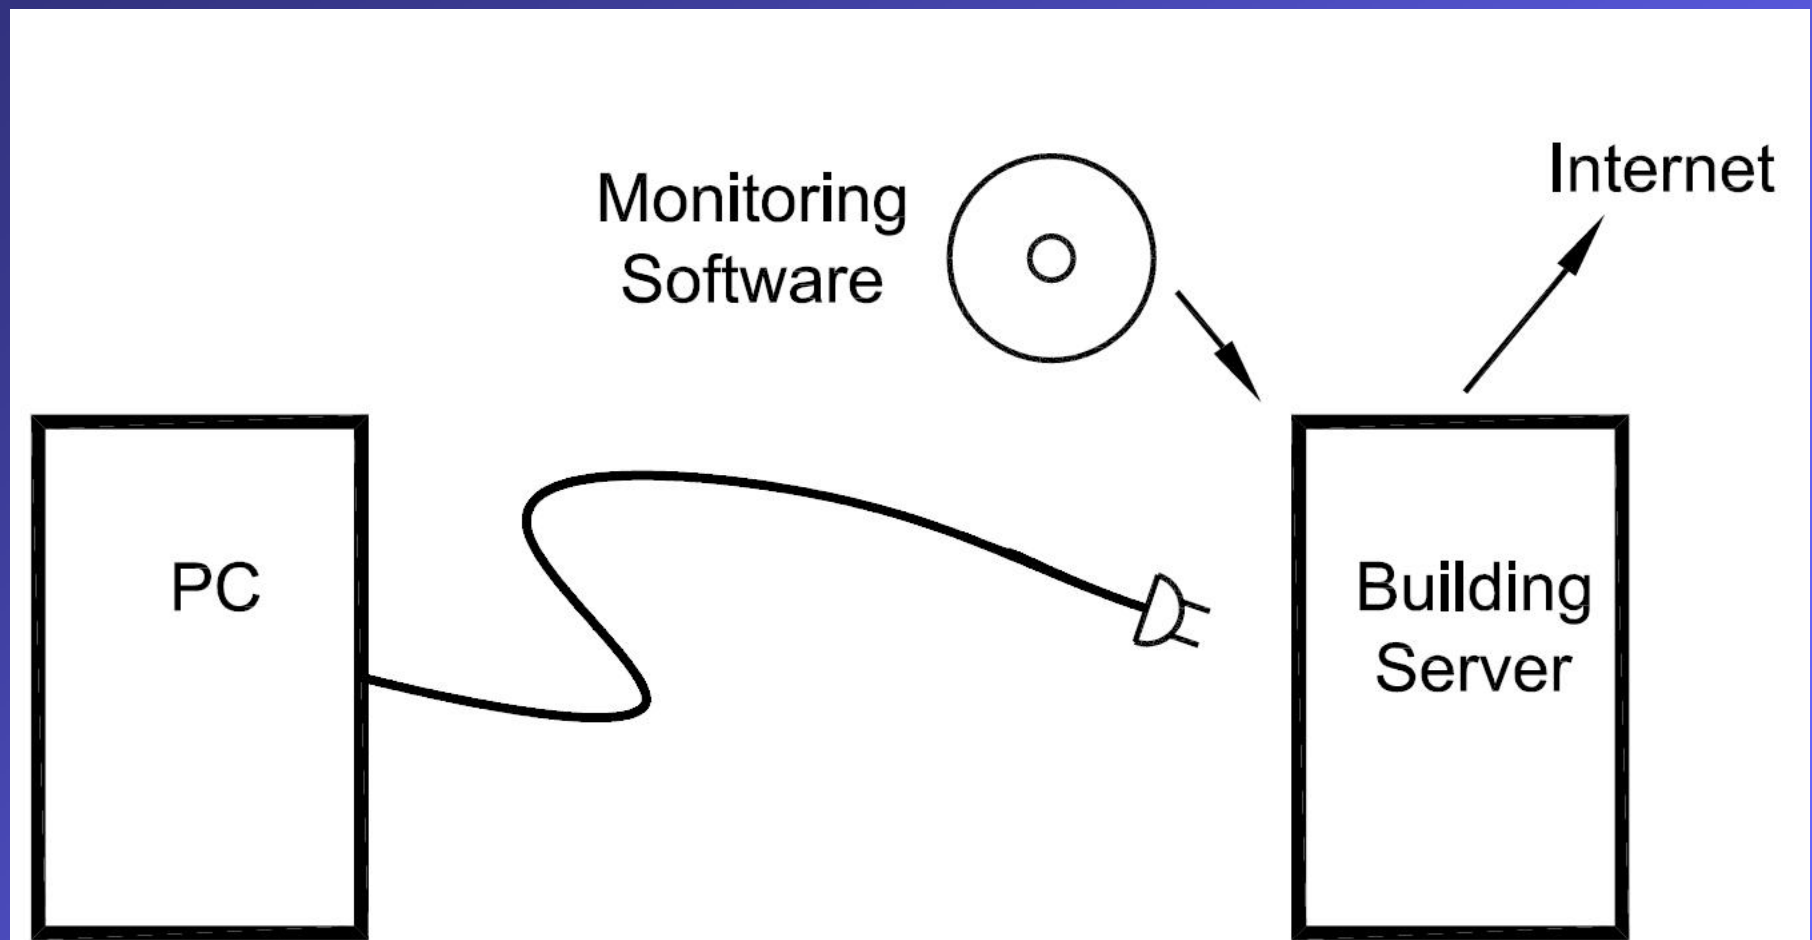 Monitoring
Software
Internet
PC
Building
Server